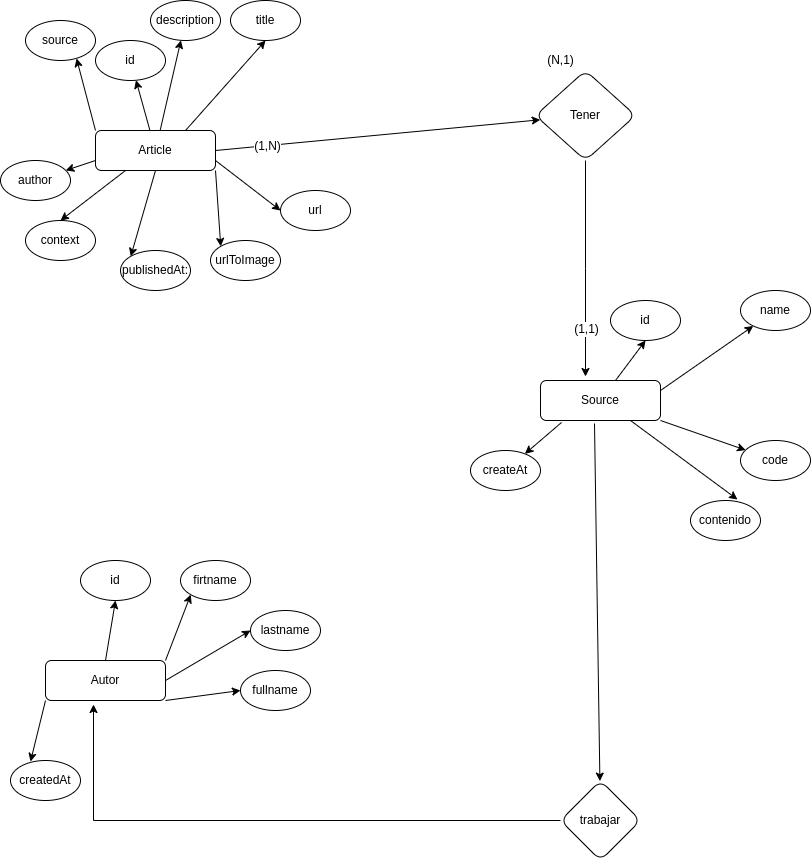 description
title
source
id
(N,1)
Tener
Article
(1,N)
author
url
context
urlToImage
publishedAt:
name
id
(1,1)
Source
createAt
code
contenido
id
firtname
lastname
Autor
fullname
createdAt
trabajar